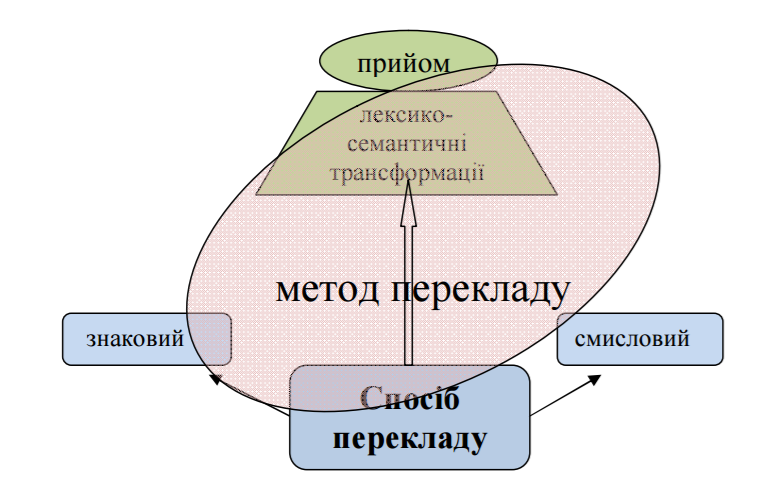 прийом
лексико-
семантичні
трансформації
метод перекладу
знаковий
смисловий
Спосіб
перекладу